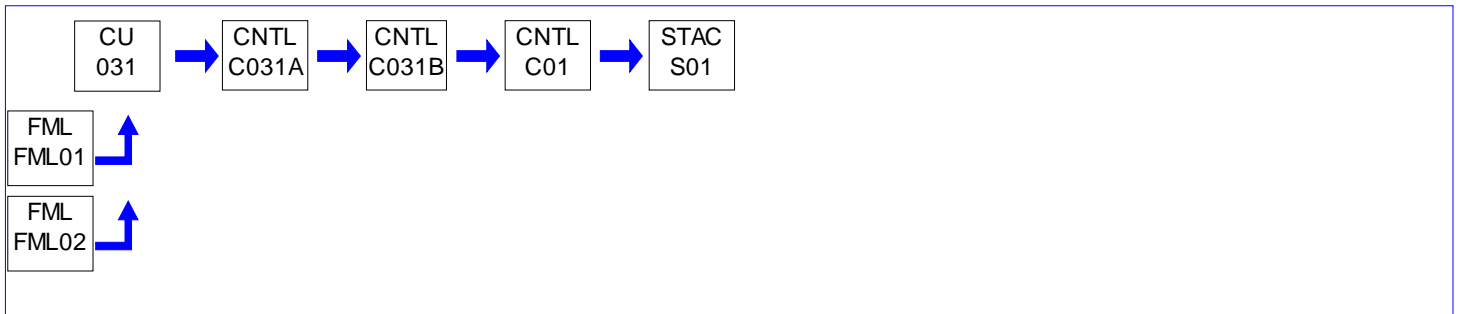 CU
031
CNTL
C031A
CNTL
C031B
CNTL
C01
STAC
S01
FML
FML01
FML
FML02